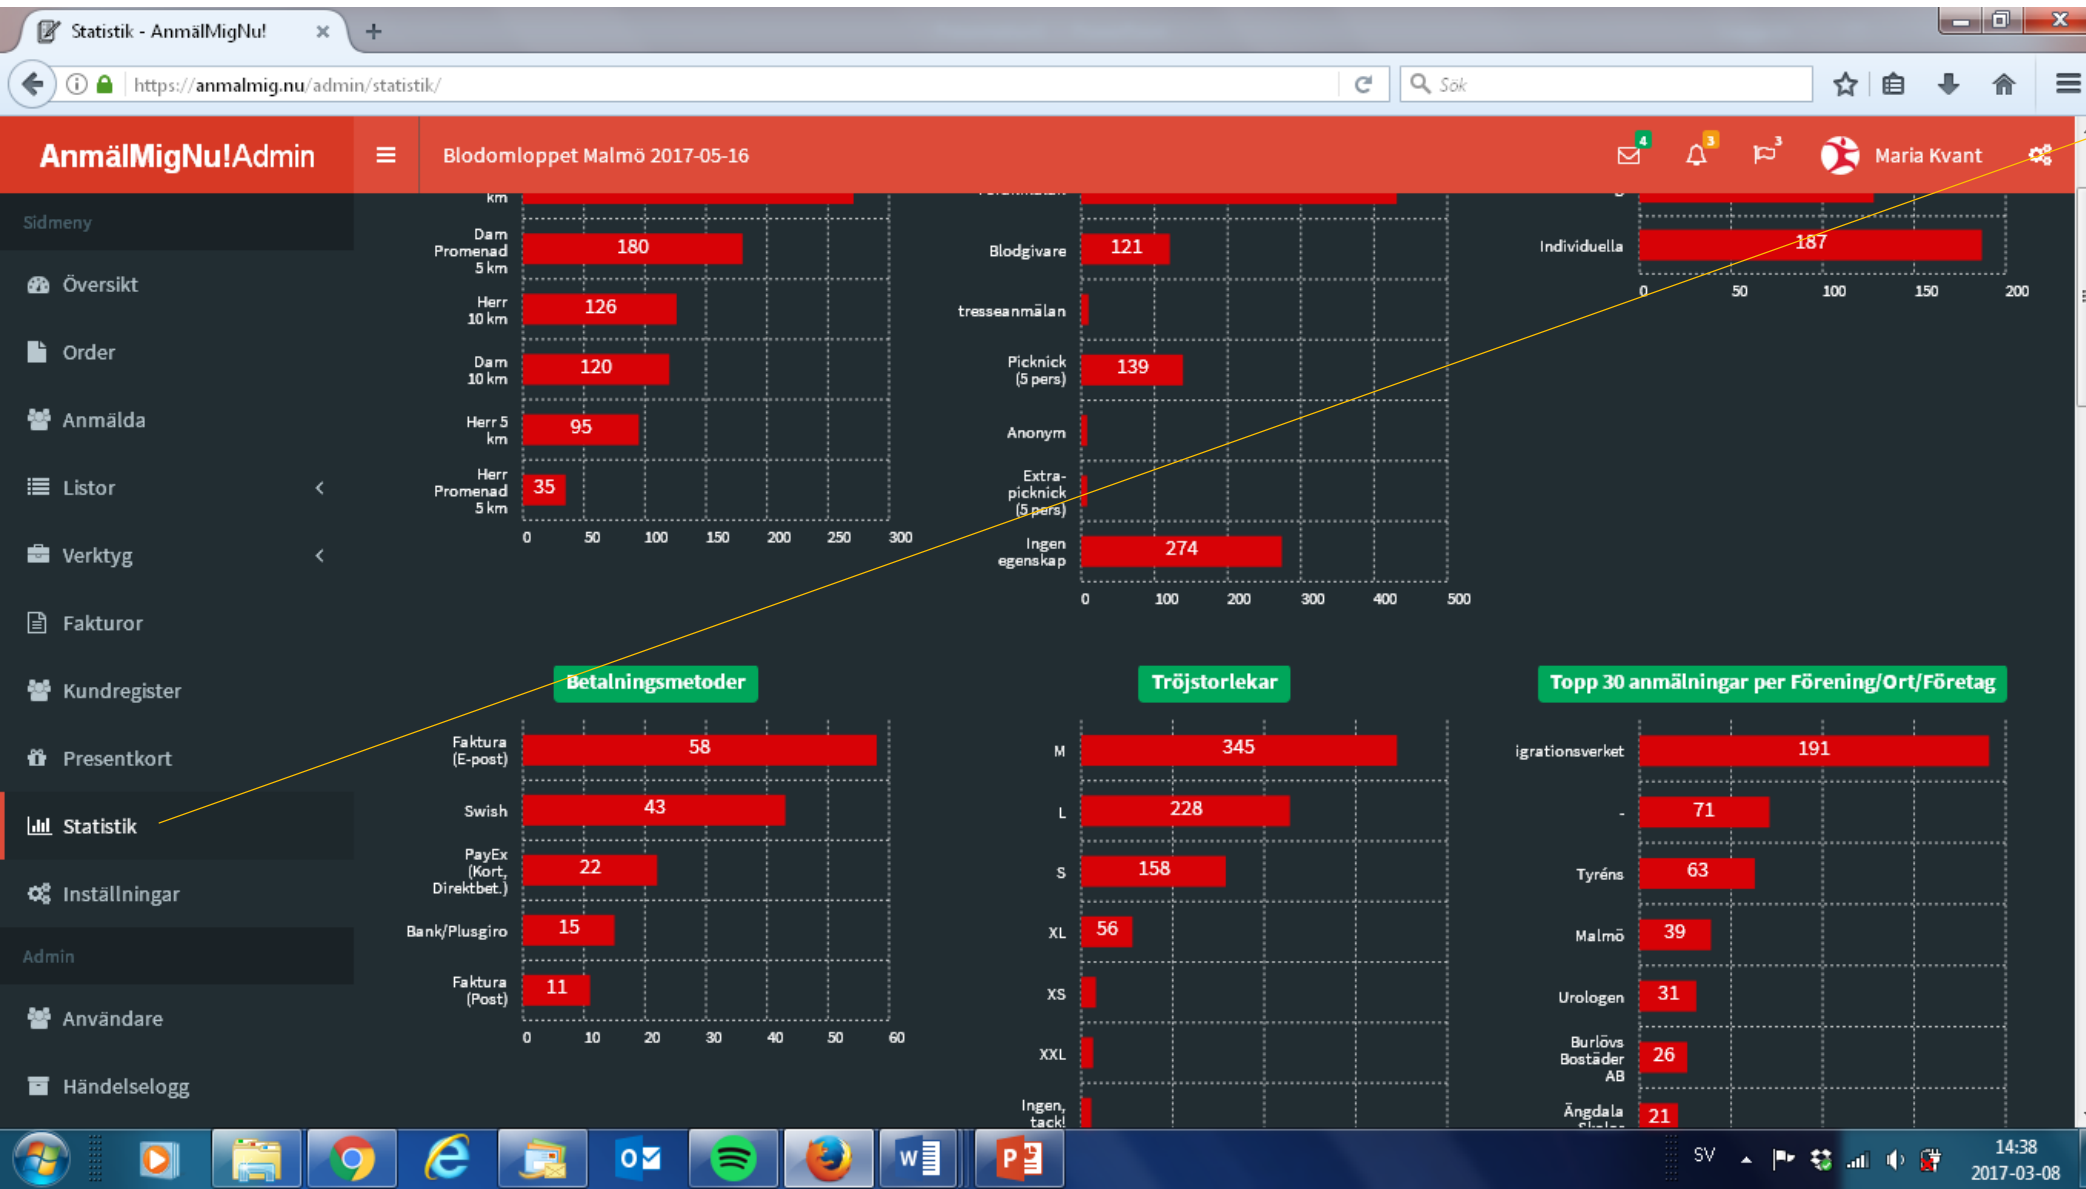 Statistik - AnmälMigNu!
https://anmalmig.nu/admin/statistik/
Sök
AnmälMigNu!Admin
Blodomloppet Malmö 2017-05-16
4
3
3
Maria Kvant
Sidmeny
Översikt
Order
Anmälda
Listor
Verktyg
Fakturor
Kundregister
Presentkort
Statistik
Inställningar
Admin
Användare
Händelselogg
km
Dam
Promenad
5 km
180
Herr
10 km
126
Dam
10 km
120
Herr 5
km
95
Herr
Promenad
5 km
35
0 50 100 150 200 250 300
Blodgivare
121
tresseanmälan
Picknick
(5 pers)
139
Anonym
Extra-
picknick
(5 pers)
Ingen
egenskap
274
0 100 200 300 400 500
Individuella
187
0 50 100 150 200
Betalningsmetoder
Faktura
(E-post)
58
Swish
43
PayEx
(Kort,
Direktbet.)
22
Bank/Plusgiro
15
Faktura
(Post)
11
0 10 20 30 40 50 60
Tröjstorlekar
M
345
L
228
S
158
XL
56
XS
XXL
Ingen,
tack!
Topp 30 anmälningar per Förening/Ort/Företag
igrationsverket
191
-
71
Tyréns
63
Malmö
39
Urologen
31
Burlövs
Bostäder
AB
26
Ängdala
21
SV
14:38
2017-03-08